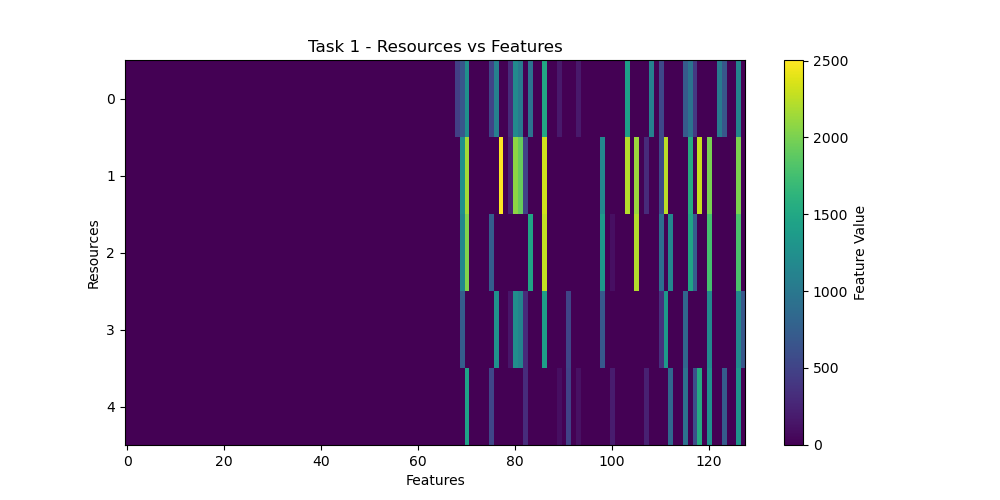 Task 1 - Resources vs Features
Resources
0
1
2
3
4
0 20 40 60 80 100 120
Features
2500
2000
1500
1000
500
0
Feature Value